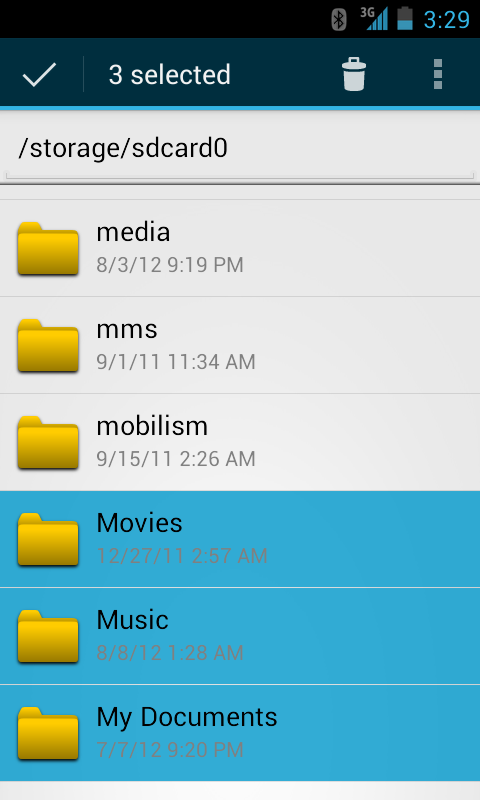 3G 3:29
3 selected
/storage/sdcard0
media
8/3/12 9:19 PM
mms
9/1/11 11:34 AM
mobilism
9/15/11 2:26 AM
Movies
12/27/11 2:57 AM
Music
8/8/12 1:28 AM
My Documents
7/7/12 9:20 PM